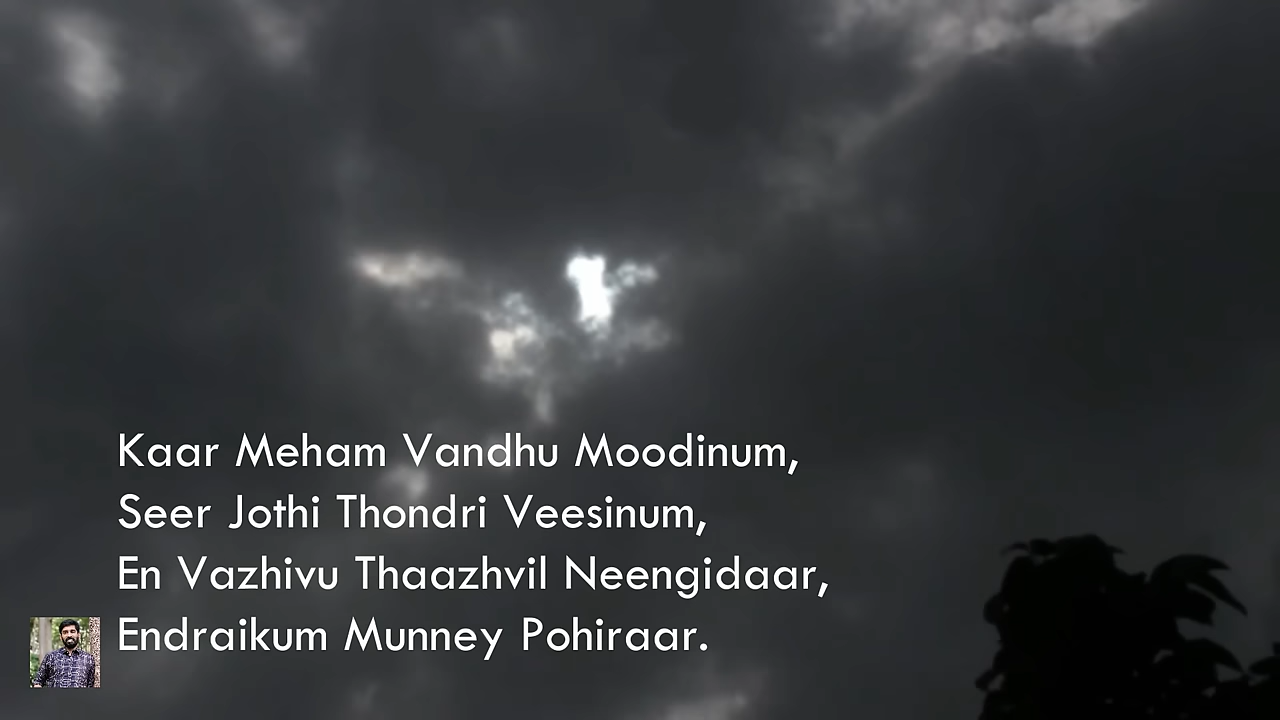 Kaar Meham Vandhu Moodinum,
Seer Jothi Thondri Veesinum,
En Vazhivu Thaazhvil Neengidaar,
Endraikum Munney Pohiraar.